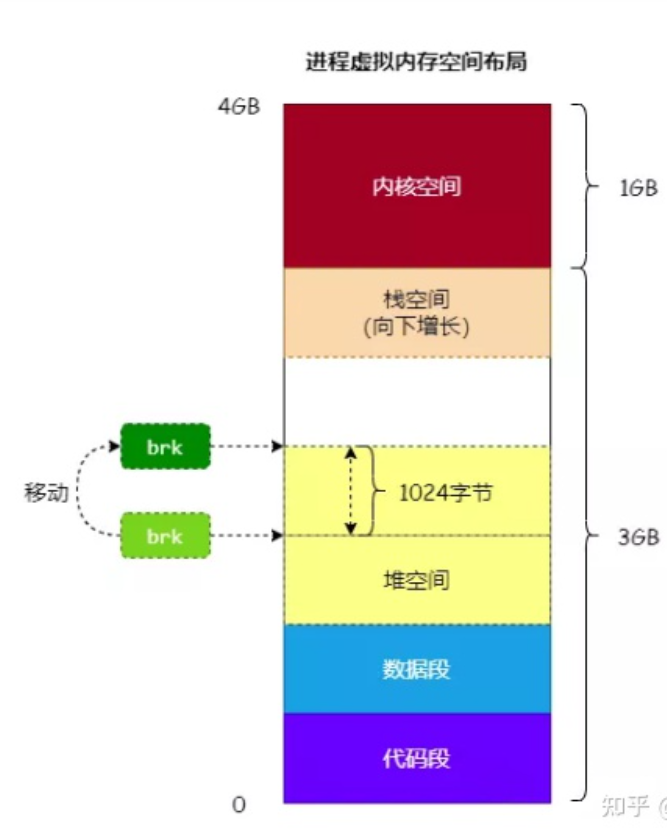 进程虚拟内存空间布局
4GB
内核空间
1GB
栈空间
(向下增长)
brk
移动
1024字节
brk
3GB
堆空间
数据段
代码段
0
知乎